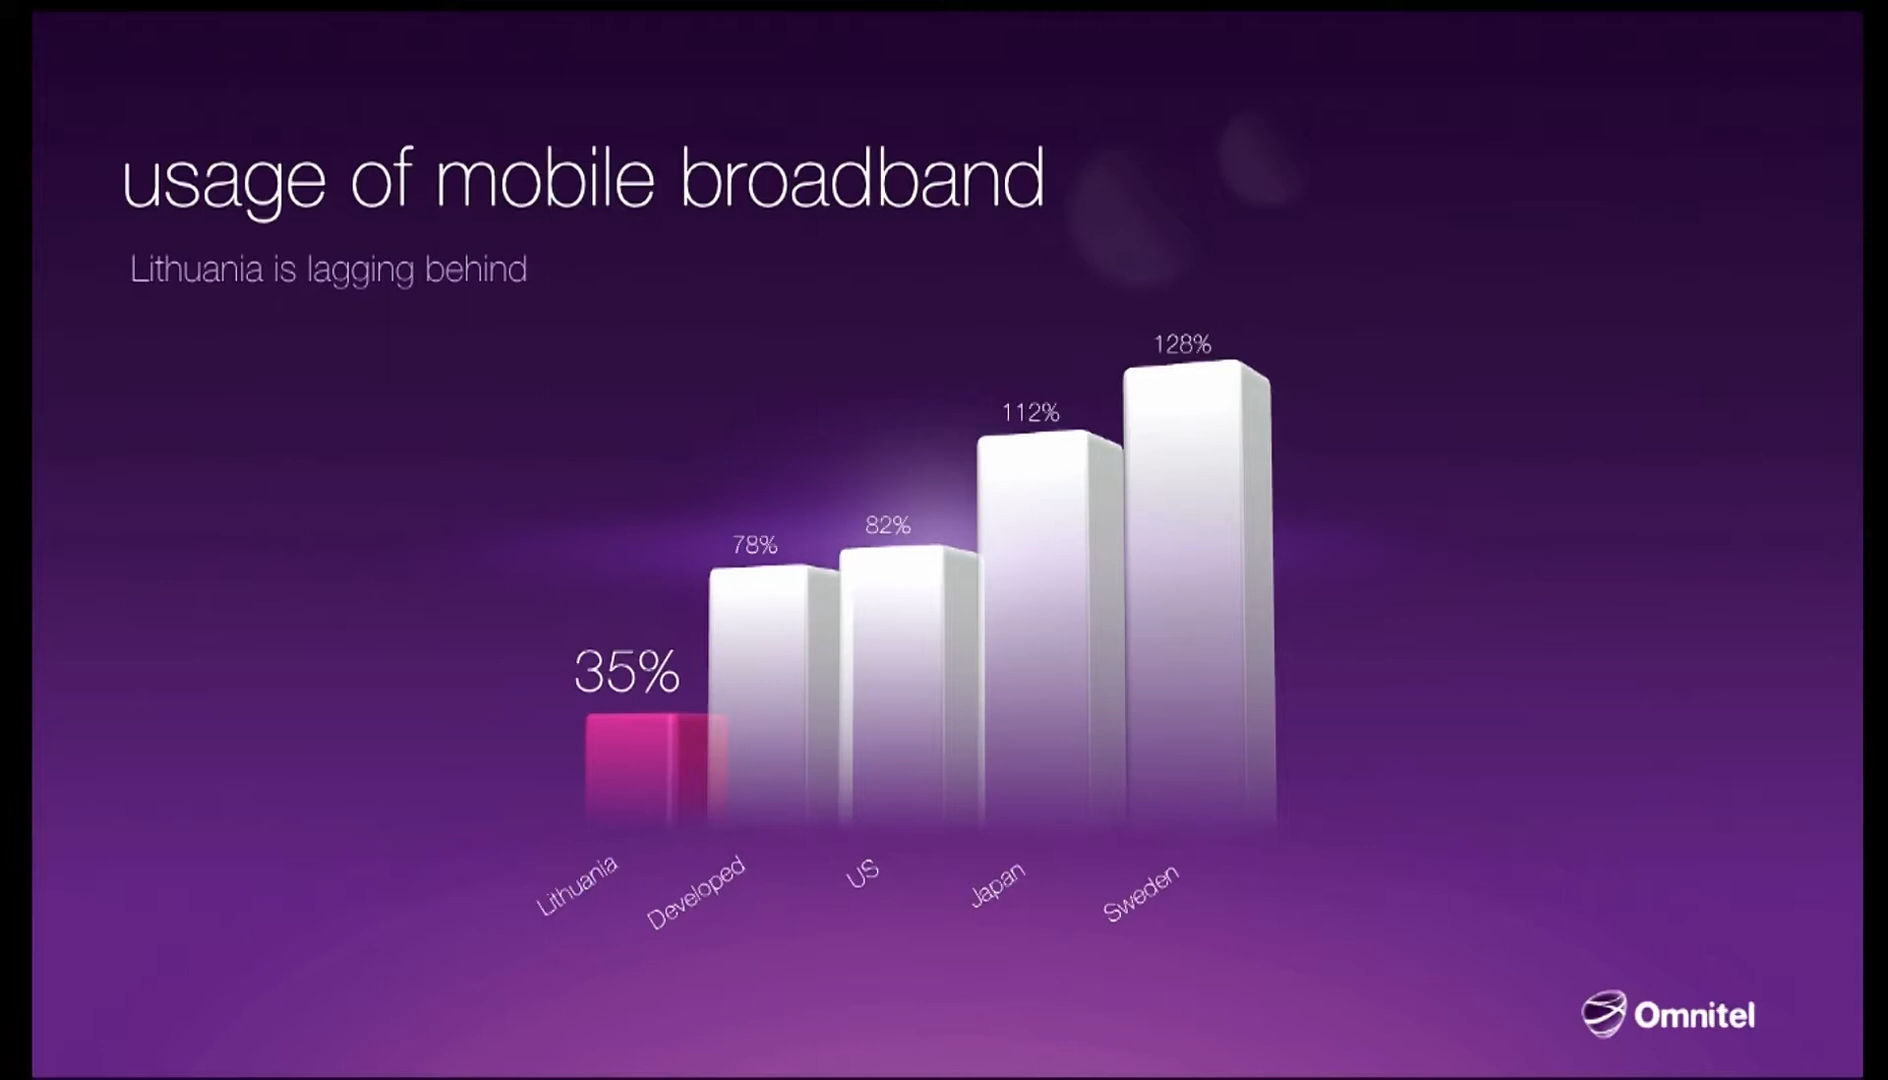 usage of mobile broadband
Lithuania is lagging behind
128%
112%
82%
78%
35%
Lithuania
Developed
US
Japan
Sweden
Omnitel